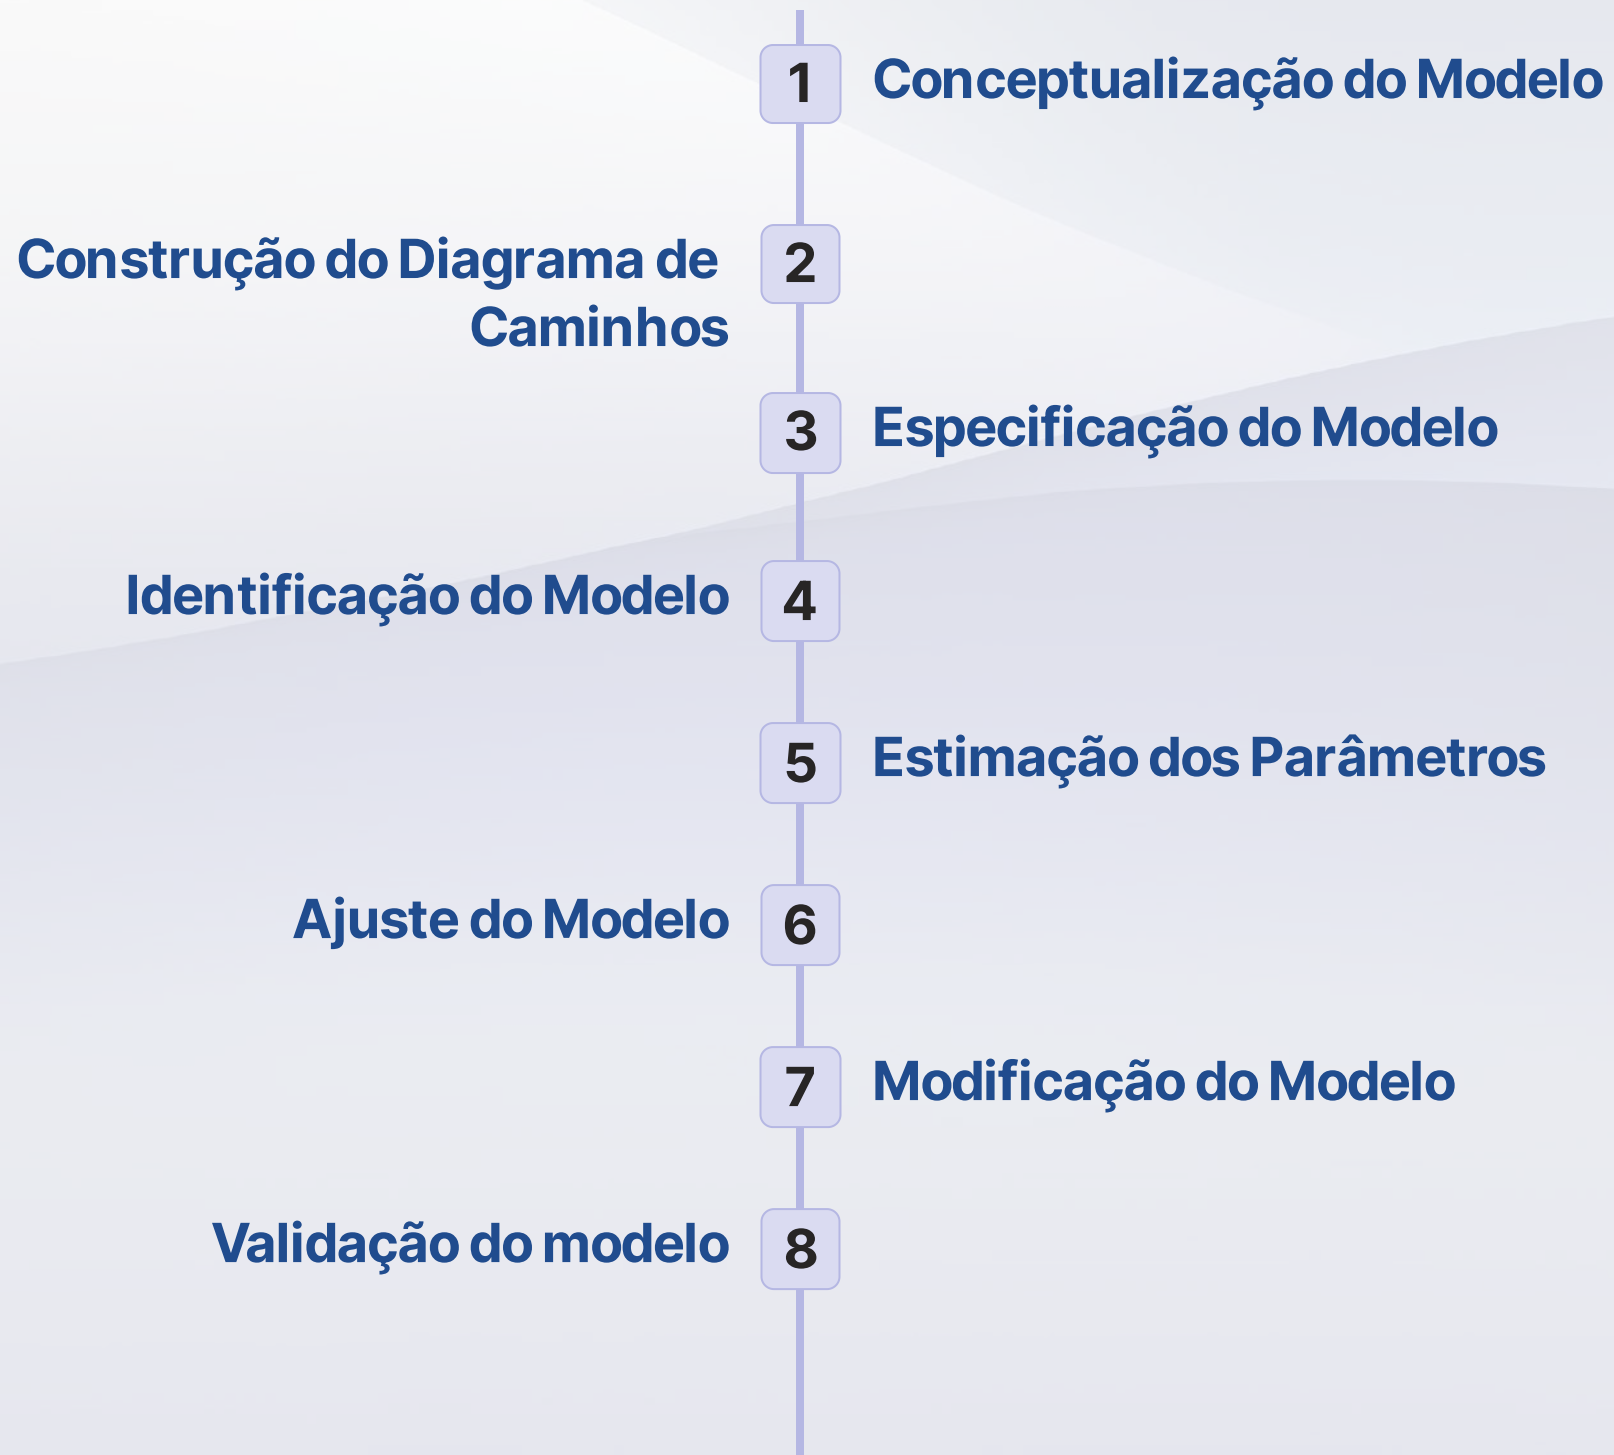 1 Conceptualização do Modelo
Construção do Diagrama de 2
Caminhos
3 Especificação do Modelo
Identificação do Modelo 4
5 Estimação dos Parâmetros
Ajuste do Modelo 6
7 Modificação do Modelo
Validação do modelo 8